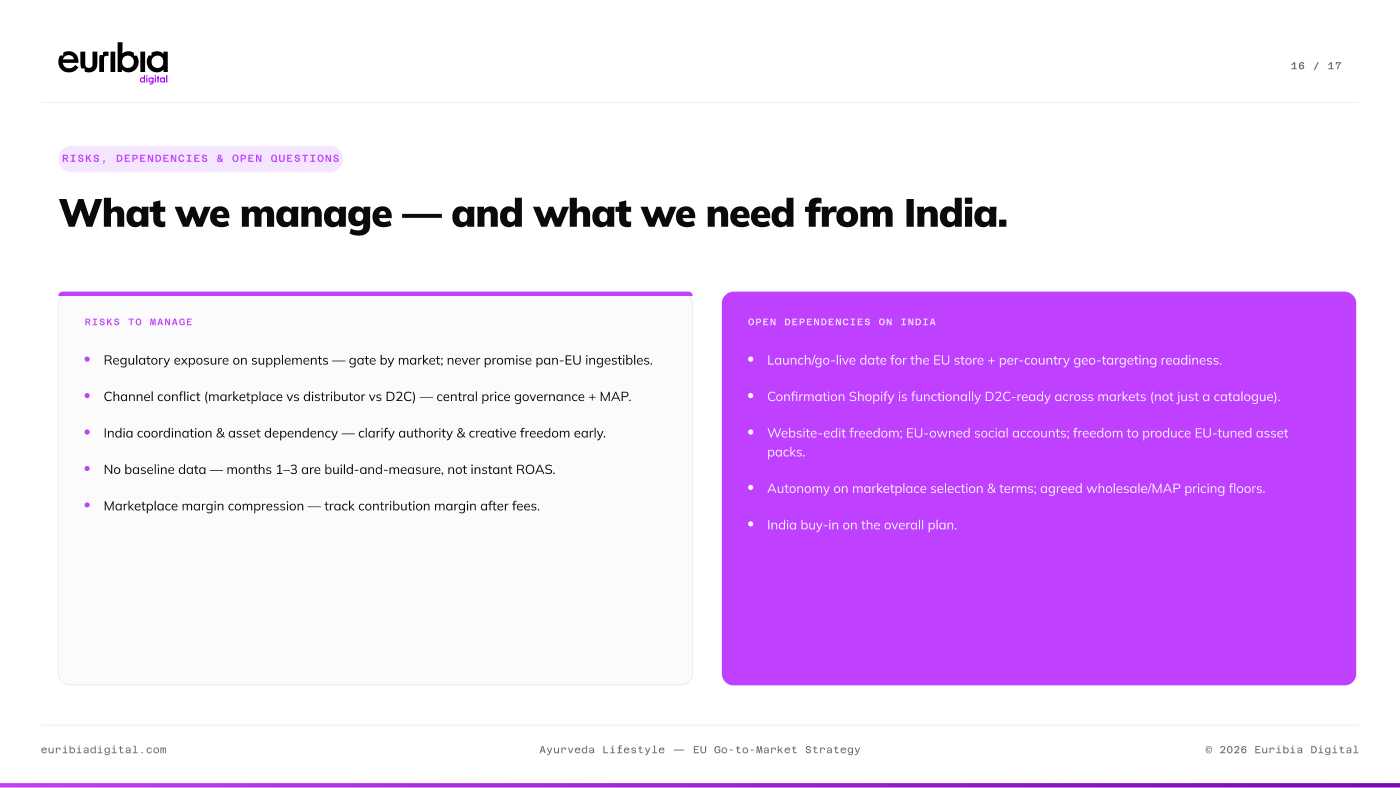 euribia
digital
16 / 17
RISKS, DEPENDENCIES & OPEN QUESTIONS
What we manage — and what we need from India.
RISKS TO MANAGE
Regulatory exposure on supplements — gate by market; never promise pan-EU ingestibles.
Channel conflict (marketplace vs distributor vs D2C) — central price governance + MAP.
India coordination & asset dependency — clarify authority & creative freedom early.
No baseline data — months 1–3 are build-and-measure, not instant ROAS.
Marketplace margin compression — track contribution margin after fees.
OPEN DEPENDENCIES ON INDIA
Launch/go-live date for the EU store + per-country geo-targeting readiness.
Confirmation Shopify is functionally D2C-ready across markets (not just a catalogue).
Website-edit freedom; EU-owned social accounts; freedom to produce EU-tuned asset
packs.
Autonomy on marketplace selection & terms; agreed wholesale/MAP pricing floors.
India buy-in on the overall plan.
euribiadigital.com
Ayurveda Lifestyle — EU Go-to-Market Strategy
© 2026 Euribia Digital